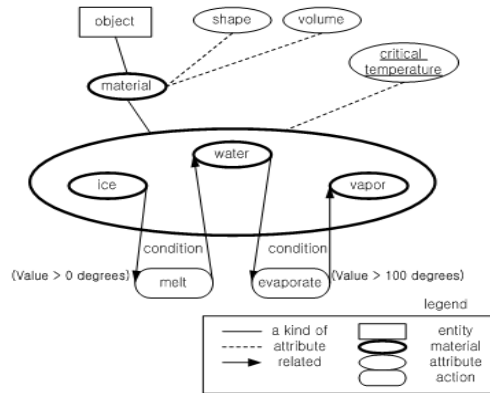 object
shape
volume
critical
temperature
material
water
ice
vapor
condition
condition
(Value > 0 degrees)
melt
evaporate
(Value > 100 degrees)
legend
a kind of
entity
attribute
material
related
attribute
action